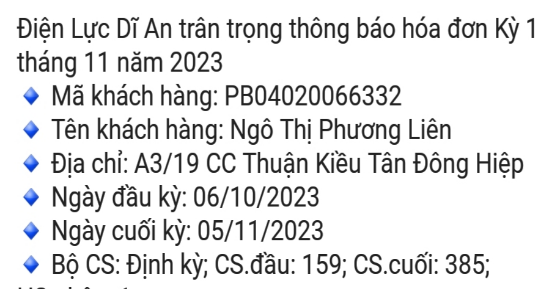 Điện Lực Dĩ An trân trọng thông báo hóa đơn Kỳ 1
tháng 11 năm 2023
🔹 Mã khách hàng: PB04020066332
🔹 Tên khách hàng: Ngô Thị Phương Liên
🔹 Địa chỉ: A3/19 CC Thuận Kiều Tân Đông Hiệp
🔹 Ngày đầu kỳ: 06/10/2023
🔹 Ngày cuối kỳ: 05/11/2023
🔹 Bộ CS: Định kỳ; CS.đầu: 159; CS.cuối: 385;